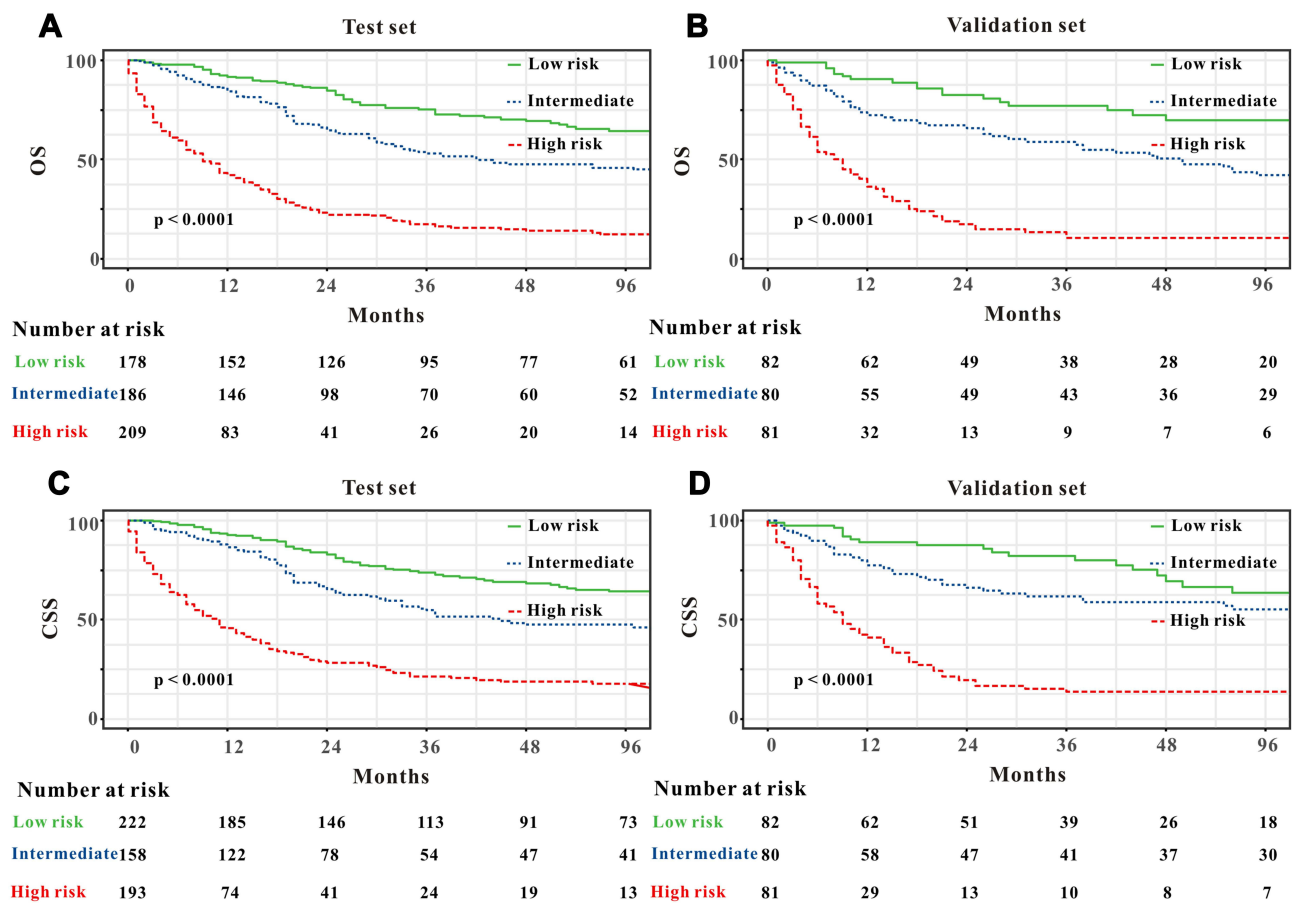 A
Test set
OS
100
50
0
Low risk
Intermediate
High risk
p < 0.0001
0 12 24 36 48 96
Months
Number at risk
Low risk 178 152 126 95 77 61
Intermediate 186 146 98 70 60 52
High risk 209 83 41 26 20 14
B
Validation set
OS
100
50
0
Low risk
Intermediate
High risk
p < 0.0001
0 12 24 36 48 96
Months
Number at risk
Low risk 82 62 49 38 28 20
Intermediate 80 55 49 43 36 29
High risk 81 32 13 9 7 6
C
Test set
CSS
100
50
0
Low risk
Intermediate
High risk
p < 0.0001
0 12 24 36 48 96
Months
Number at risk
Low risk 222 185 146 113 91 73
Intermediate 158 122 78 54 47 41
High risk 193 74 41 24 19 13
D
Validation set
CSS
100
50
0
Low risk
Intermediate
High risk
p < 0.0001
0 12 24 36 48 96
Months
Number at risk
Low risk 82 62 51 39 26 18
Intermediate 80 58 47 41 37 30
High risk 81 29 13 10 8 7